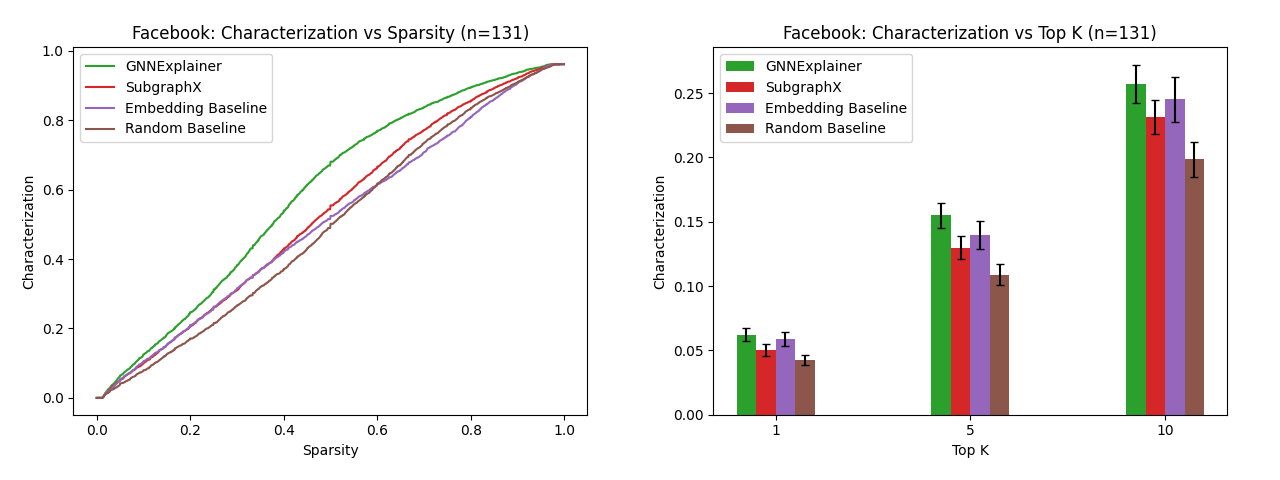 Facebook: Characterization vs Sparsity (n=131)
Characterization
1.0
0.8
0.6
0.4
0.2
0.0
GNNExplainer
SubgraphX
Embedding Baseline
Random Baseline
0.0 0.2 0.4 0.6 0.8 1.0
Sparsity
Facebook: Characterization vs Top K (n=131)
Characterization
0.25
0.20
0.15
0.10
0.05
0.00
GNNExplainer
SubgraphX
Embedding Baseline
Random Baseline
1 5 10
Top K